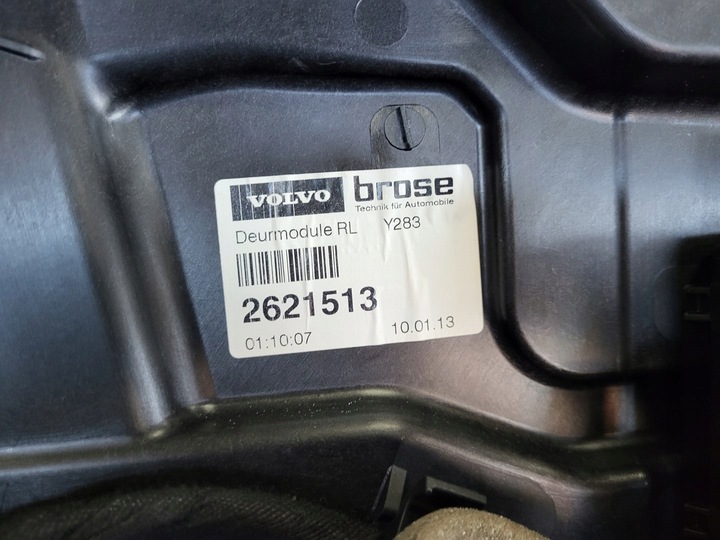 VOLVO brose
Technik für Automobile
Deurmodule RL Y283
2621513
01:10:07 10.01.13